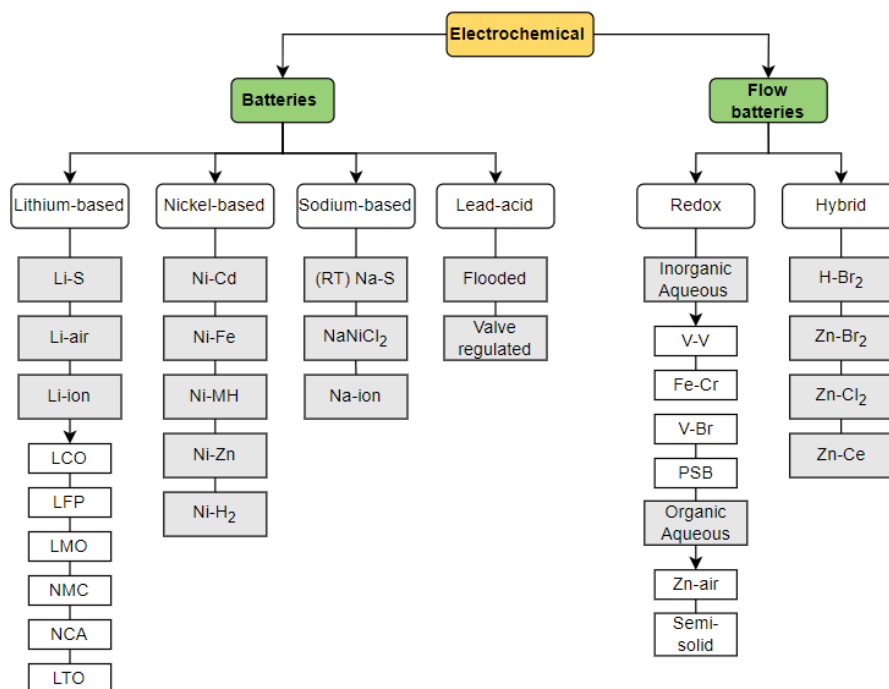 Electrochemical
Batteries
Flow
batteries
Lithium-based
Nickel-based
Sodium-based
Lead-acid
Redox
Hybrid
Li-S
Li-air
Li-ion
LCO
LFP
LMO
NMC
NCA
LTO
Ni-Cd
Ni-Fe
Ni-MH
Ni-Zn
Ni-H₂
(RT) Na-S
NaNiCl₂
Na-ion
Flooded
Valve
regulated
Inorganic
Aqueous
V-V
Fe-Cr
V-Br
PSB
Organic
Aqueous
Zn-air
Semi-
solid
H-Br₂
Zn-Br₂
Zn-Cl₂
Zn-Ce